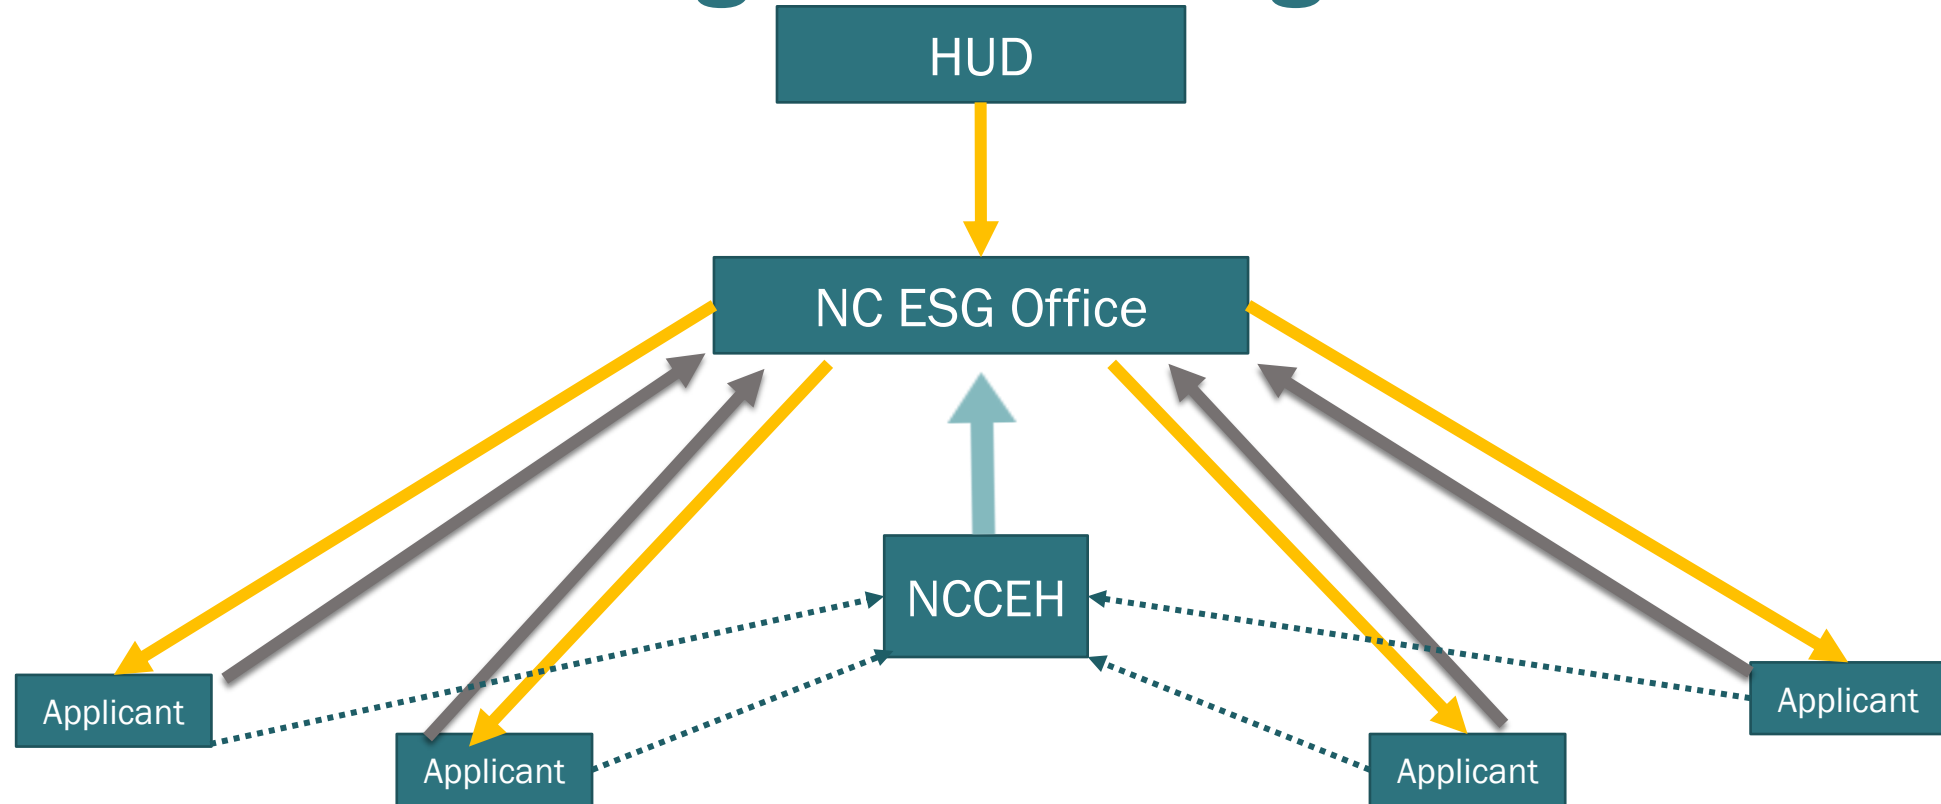 HUD
NC ESG Office
NCCEH
Applicant
Applicant
Applicant
Applicant